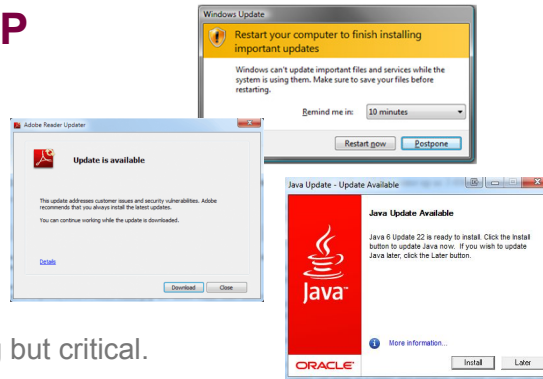 P
Windows Update
Restart your computer to finish installing
important updates
Windows can't update important files and services while the
system is using them. Make sure to save your files before
restarting.
Remind me in: 10 minutes
Restart now Postpone
Adobe Reader Updater
Update is available
This update addresses customer issues and security vulnerabilities. Adobe
recommends that you always install the latest updates.
You can continue working while the update is downloaded.
Details
Download Close
Java Update - Update Available
Java Update Available
Java 6 Update 22 is ready to install. Click the Install
button to update Java now. If you wish to update
Java later, click the Later button.
Java
More information...
ORACLE
Install Later
but critical.